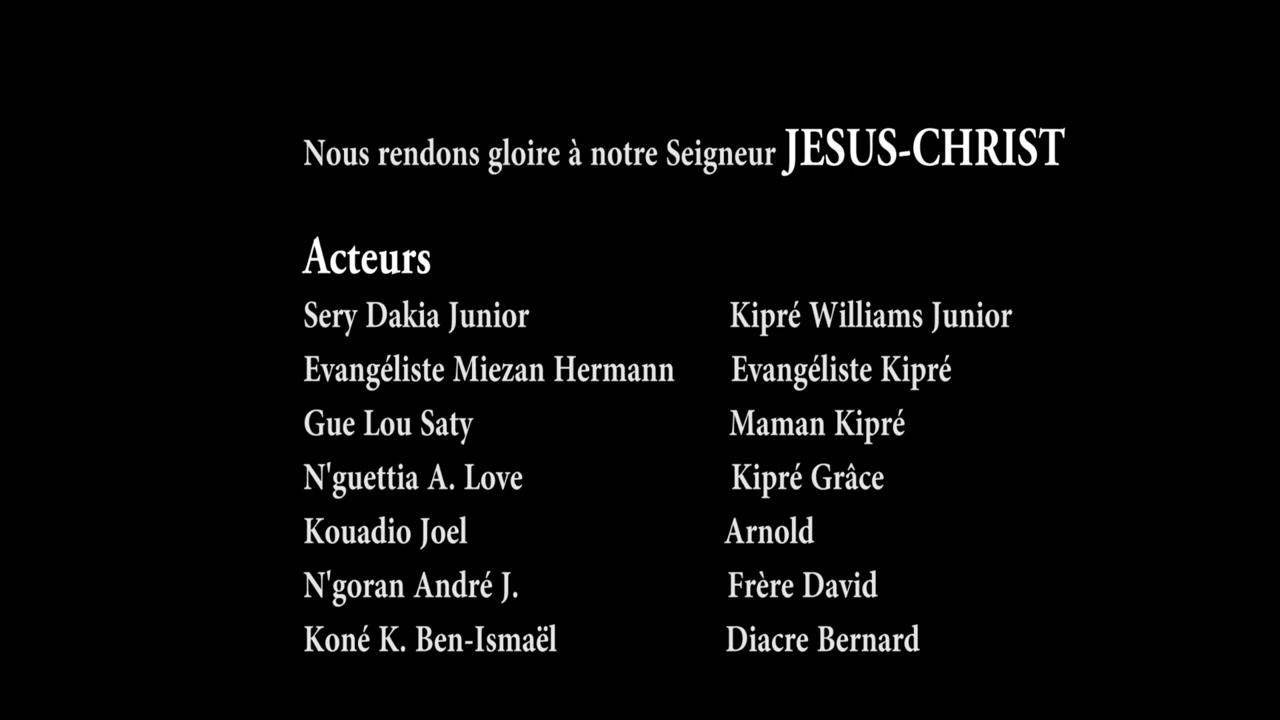 Nous rendons gloire à notre Seigneur JESUS-CHRIST
Acteurs
Sery Dakia Junior Kipré Williams Junior
Evangéliste Miezan Hermann Evangéliste Kipré
Gue Lou Saty Maman Kipré
N'guettia A. Love Kipré Grâce
Kouadio Joel Arnold
N'goran André J. Frère David
Koné K. Ben-Ismaël Diacre Bernard